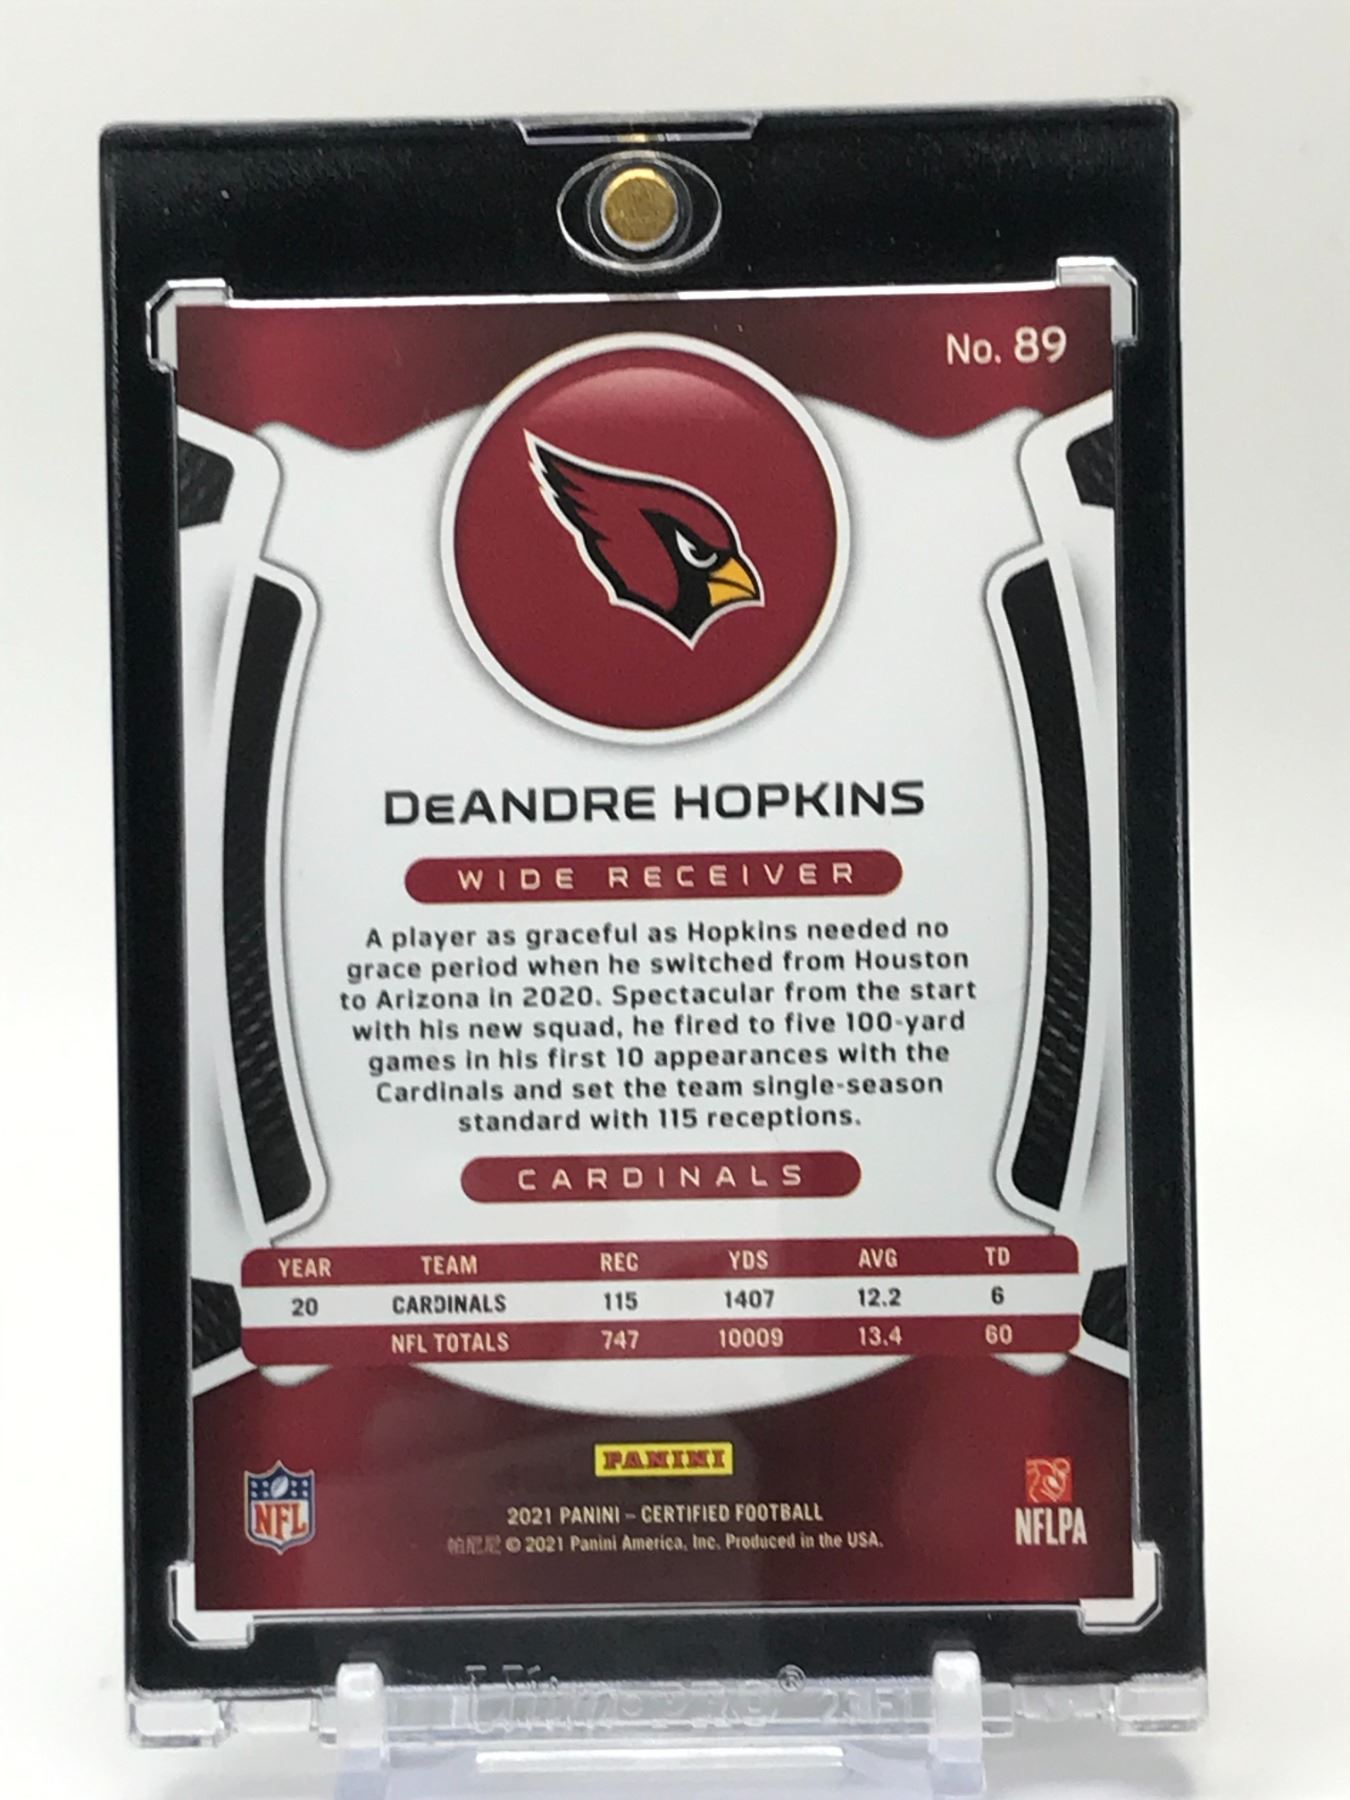 No. 89
DeANDRE HOPKINS
WIDE RECEIVER
A player as graceful as Hopkins needed no
grace period when he switched from Houston
to Arizona in 2020. Spectacular from the start
with his new squad, he fired to five 100-yard
games in his first 10 appearances with the
Cardinals and set the team single-season
standard with 115 receptions.
CARDINALS
YEAR TEAM REC YDS AVG TD
20 CARDINALS 115 1407 12.2 6
NFL TOTALS 747 10009 13.4 60
PANINI
NFL
NFLPA
2021 PANINI – CERTIFIED FOOTBALL
帕尼尼 © 2021 Panini America, Inc. Produced in the USA.
Ultra PRO®